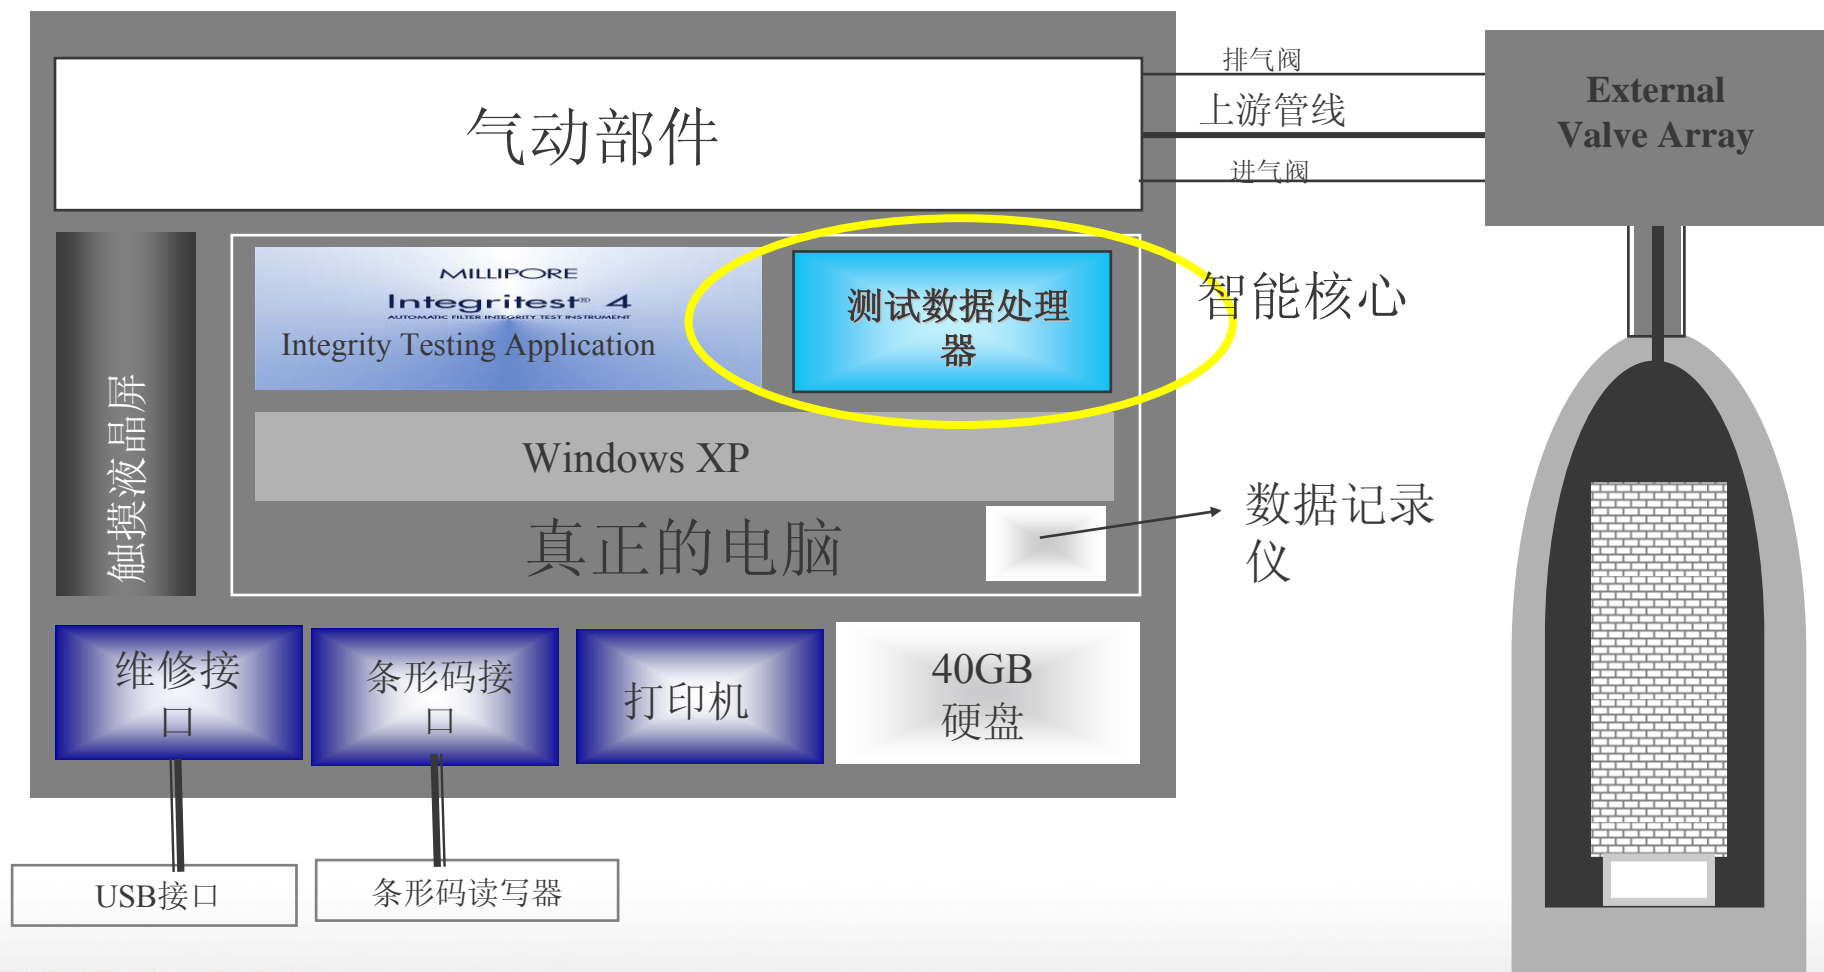 排气阀
气动部件
上游管线
进气阀
External
Valve Array
MILLIPORE
Integritest® 4
AUTOMATIC FILTER INTEGRITY TEST INSTRUMENT
Integrity Testing Application
测试数据处理
器
智能核心
触摸液晶屏
Windows XP
真正的电脑
数据记录
仪
维修接
口
条形码接
口
打印机
40GB
硬盘
USB接口
条形码读写器